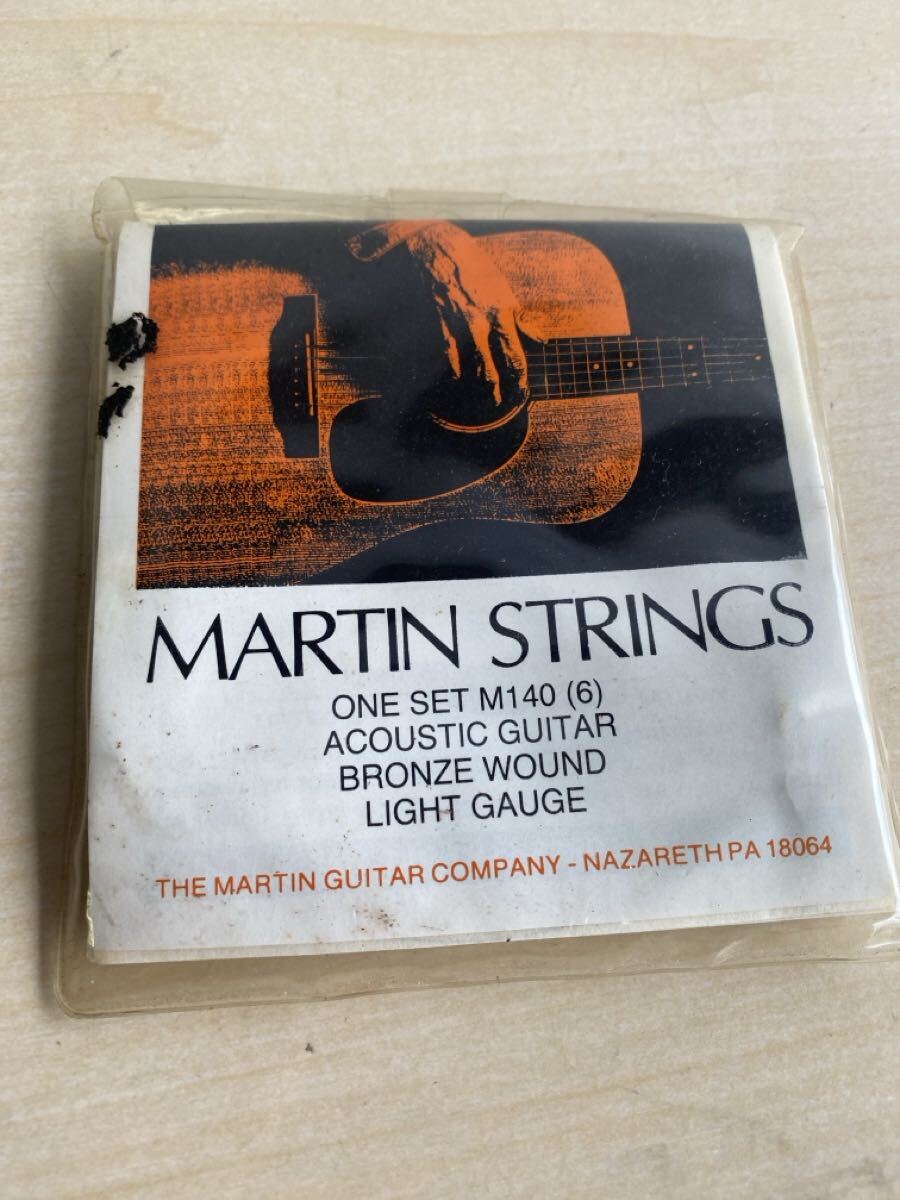 MARTIN STRINGS
ONE SET M140 (6)
ACOUSTIC GUITAR
BRONZE WOUND
LIGHT GAUGE
THE MARTIN GUITAR COMPANY - NAZARETH PA 18064